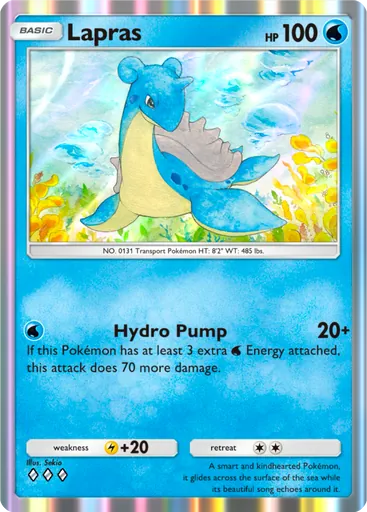 BASIC Lapras HP 100
NO. 0131 Transport Pokémon HT: 8'2" WT: 485 lbs.
Hydro Pump 20+
If this Pokémon has at least 3 extra Energy attached,
this attack does 70 more damage.
weakness +20 retreat
Illus. Sekio
A smart and kindhearted Pokémon,
it glides across the surface of the sea
while its beautiful song echoes around it.